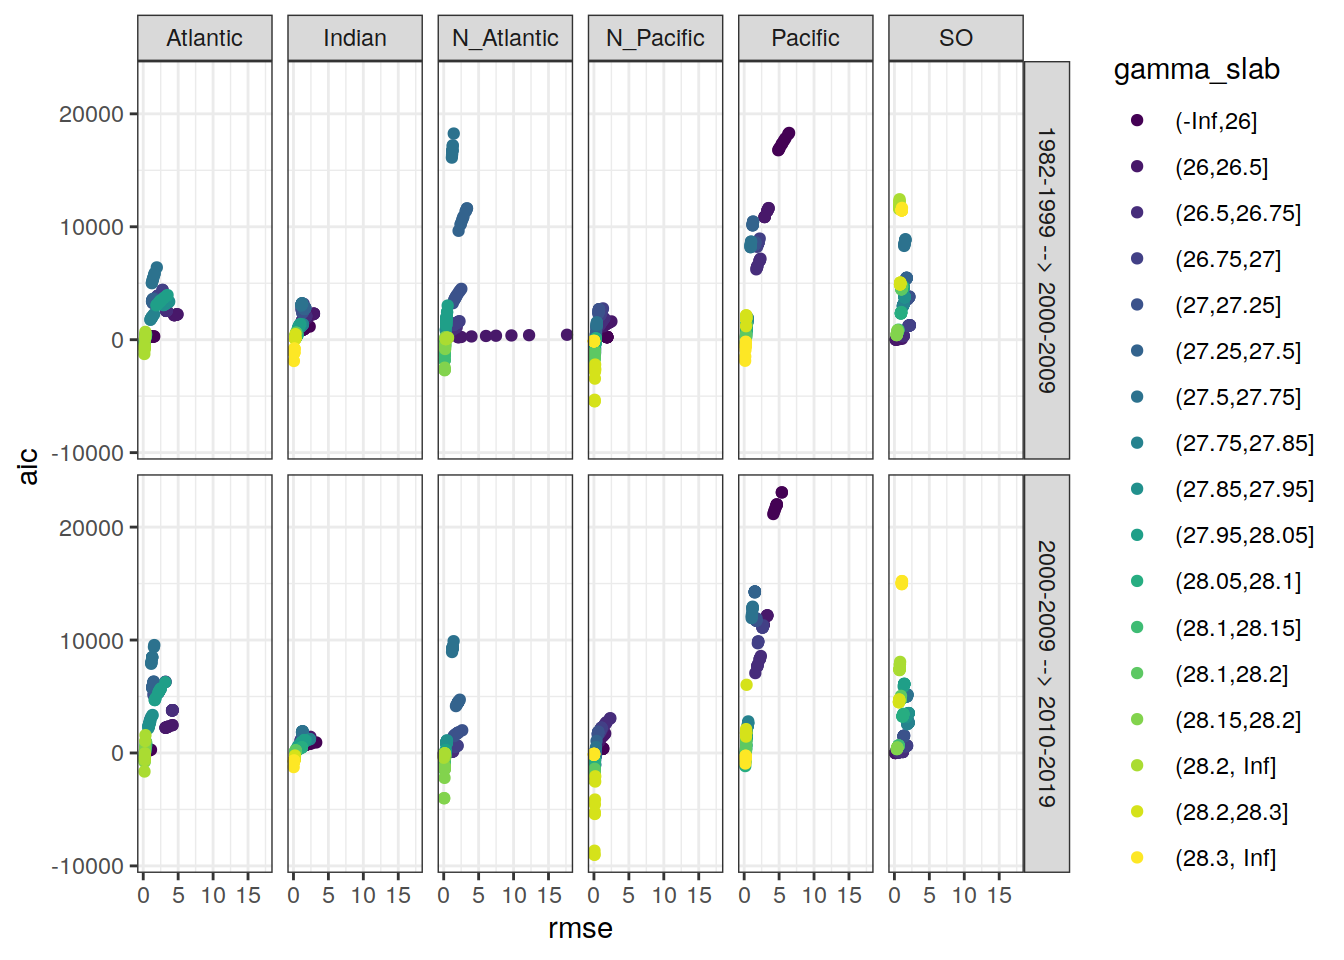 Atlantic Indian N_Atlantic N_Pacific Pacific SO
gamma_slab
(-Inf,26]
(26,26.5]
(26.5,26.75]
(26.75,27]
(27,27.25]
(27.25,27.5]
(27.5,27.75]
(27.75,27.85]
(27.85,27.95]
(27.95,28.05]
(28.05,28.1]
(28.1,28.15]
(28.1,28.2]
(28.15,28.2]
(28.2, Inf]
(28.2,28.3]
(28.3, Inf]
20000
10000
0
-10000
1982-1999 --> 2000-2009
aic
20000
10000
0
-10000
2000-2009 --> 2010-2019
0 5 10 15 0 5 10 15 0 5 10 15 0 5 10 15 0 5 10 15 0 5 10 15
rmse